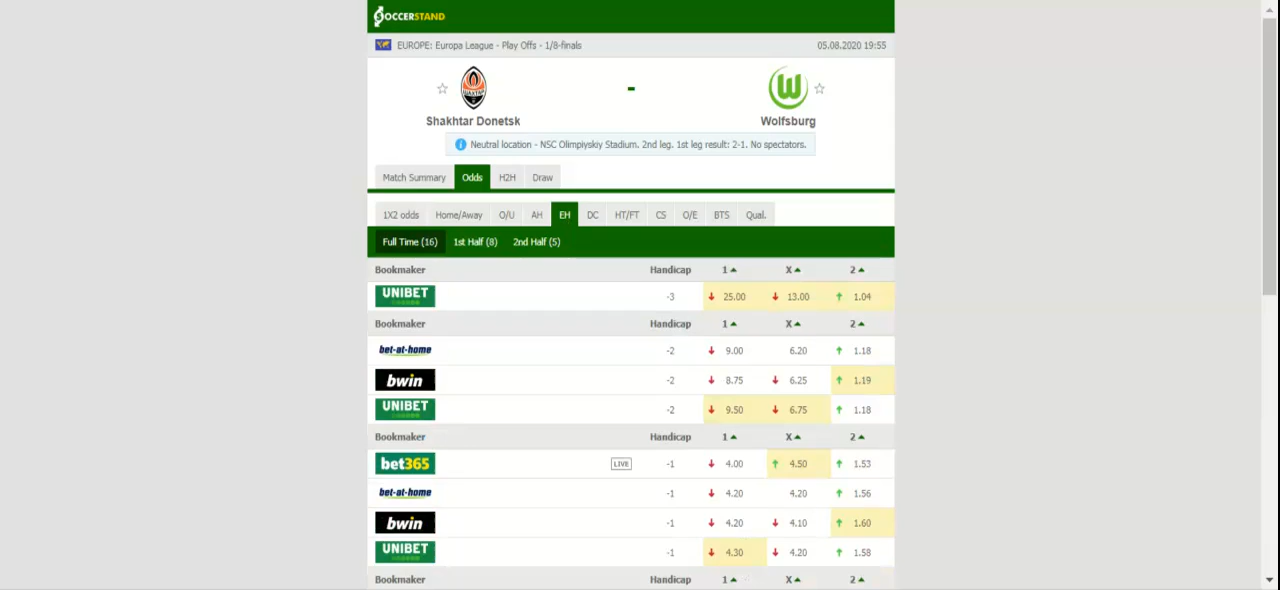 SOCCERSTAND
EUROPE: Europa League - Play Offs - 1/8-finals 05.08.2020 19:55
SHAKHTAR W
Shakhtar Donetsk - Wolfsburg
Neutral location - NSC Olimpiyskiy Stadium. 2nd leg. 1st leg result: 2-1. No spectators.
Match Summary Odds H2H Draw
1X2 odds Home/Away O/U AH EH DC HT/FT CS O/E BTS Qual.
Full Time (16) 1st Half (8) 2nd Half (5)
Bookmaker Handicap 1 X 2
UNIBET -3 25.00 13.00 1.04
Bookmaker Handicap 1 X 2
bet-at-home -2 9.00 6.20 1.18
bwin -2 8.75 6.25 1.19
UNIBET -2 9.50 6.75 1.18
Bookmaker Handicap 1 X 2
bet365 LIVE -1 4.00 4.50 1.53
bet-at-home -1 4.20 4.20 1.56
bwin -1 4.20 4.10 1.60
UNIBET -1 4.30 4.20 1.58
Bookmaker Handicap 1 X 2